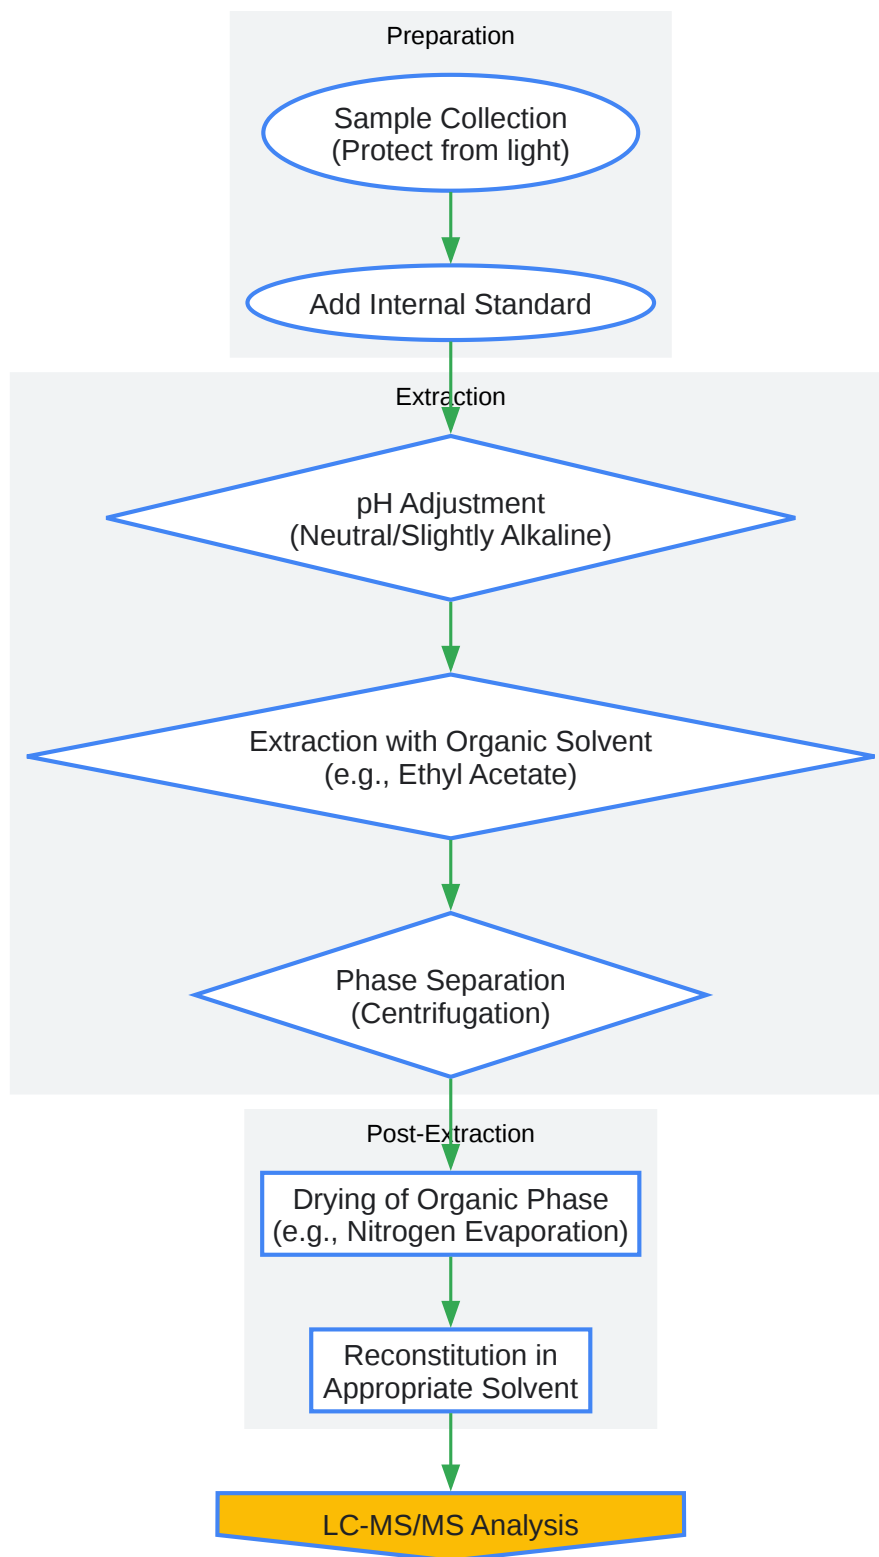 Preparation
Sample Collection
(Protect from light)
Add Internal Standard
Extraction
pH Adjustment
(Neutral/Slightly Alkaline)
Extraction with Organic Solvent
(e.g., Ethyl Acetate)
Phase Separation
(Centrifugation)
Post-Extraction
Drying of Organic Phase
(e.g., Nitrogen Evaporation)
Reconstitution in
Appropriate Solvent
LC-MS/MS Analysis